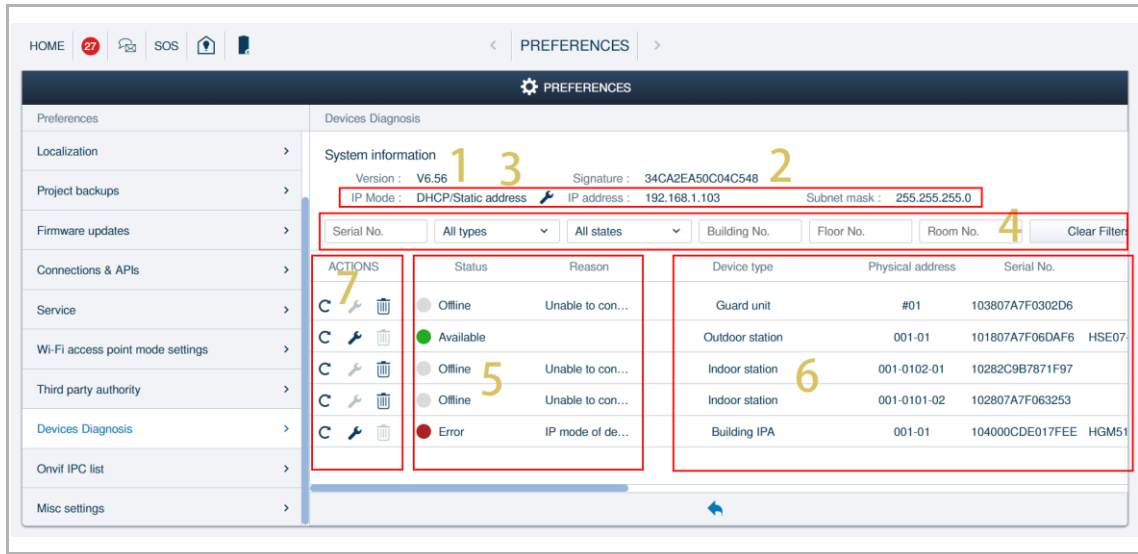 HOME 27 SOS PREFERENCES
PREFERENCES
Preferences Devices Diagnosis
Localization
Project backups
Firmware updates
Connections & APIs
Service
Wi-Fi access point mode settings
Third party authority
Devices Diagnosis
Onvif IPC list
Misc settings
System information
1 3 2
Version : V6.56 Signature : 34CA2EA50C04C548
IP Mode : DHCP/Static address IP address : 192.168.1.103 Subnet mask : 255.255.255.0
Serial No. All types All states Building No. Floor No. Room No. 4 Clear Filters
ACTIONS Status Reason Device type Physical address Serial No.
7
Offline Unable to con... Guard unit #01 103807A7F0302D6
Available Outdoor station 001-01 101807A7F06DAF6 HSE07-
Offline Unable to con... Indoor station 001-0102-01 10282C9B7871F97
5 6
Offline Unable to con... Indoor station 001-0101-02 102807A7F063253
Error IP mode of de... Building IPA 001-01 104000CDE017FEE HGM51